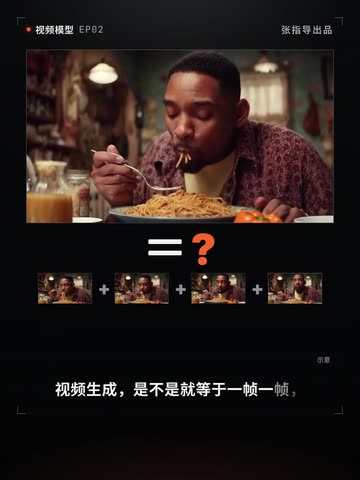 视频模型 EP02
张指导出品
= ?
+ + +
示意
视频生成，是不是就等于一帧一帧，